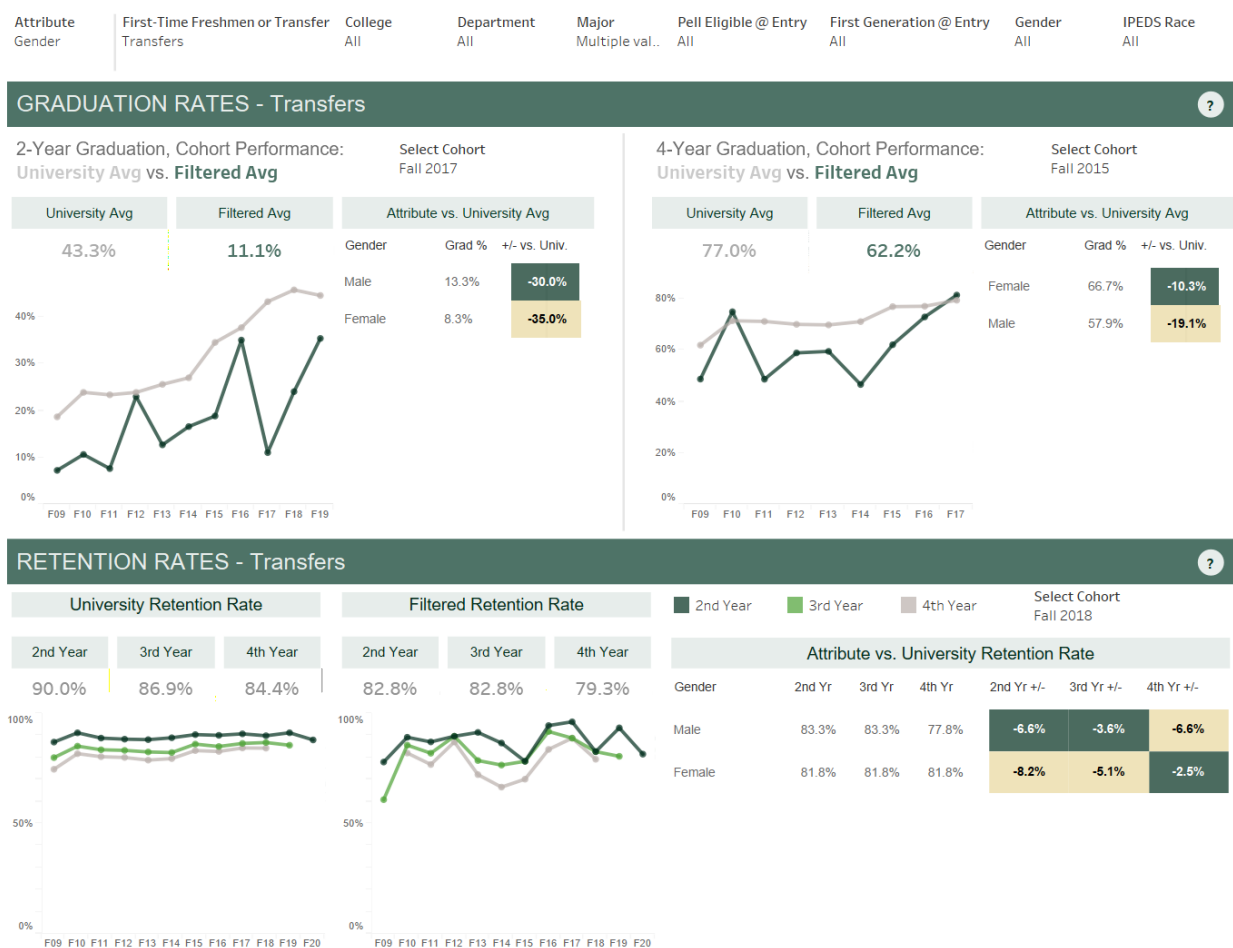 Attribute First-Time Freshmen or Transfer College Department Major Pell Eligible @ Entry First Generation @ Entry Gender IPEDS Race
Gender Transfers All All Multiple val.. All All All All
GRADUATION RATES - Transfers ?
2-Year Graduation, Cohort Performance: Select Cohort
University Avg vs. Filtered Avg Fall 2017
University Avg Filtered Avg Attribute vs. University Avg
43.3% 11.1% Gender Grad % +/- vs. Univ.
Male 13.3% -30.0%
Female 8.3% -35.0%
40%
30%
20%
10%
0%
F09 F10 F11 F12 F13 F14 F15 F16 F17 F18 F19
4-Year Graduation, Cohort Performance: Select Cohort
University Avg vs. Filtered Avg Fall 2015
University Avg Filtered Avg Attribute vs. University Avg
77.0% 62.2% Gender Grad % +/- vs. Univ.
Female 66.7% -10.3%
Male 57.9% -19.1%
80%
60%
40%
20%
0%
F09 F10 F11 F12 F13 F14 F15 F16 F17
RETENTION RATES - Transfers ?
University Retention Rate
2nd Year 3rd Year 4th Year
90.0% 86.9% 84.4%
100%
50%
0%
F09 F10 F11 F12 F13 F14 F15 F16 F17 F18 F19 F20
Filtered Retention Rate
2nd Year 3rd Year 4th Year
82.8% 82.8% 79.3%
100%
50%
0%
F09 F10 F11 F12 F13 F14 F15 F16 F17 F18 F19 F20
2nd Year 3rd Year 4th Year Select Cohort
Fall 2018
Attribute vs. University Retention Rate
Gender 2nd Yr 3rd Yr 4th Yr 2nd Yr +/- 3rd Yr +/- 4th Yr +/-
Male 83.3% 83.3% 77.8% -6.6% -3.6% -6.6%
Female 81.8% 81.8% 81.8% -8.2% -5.1% -2.5%